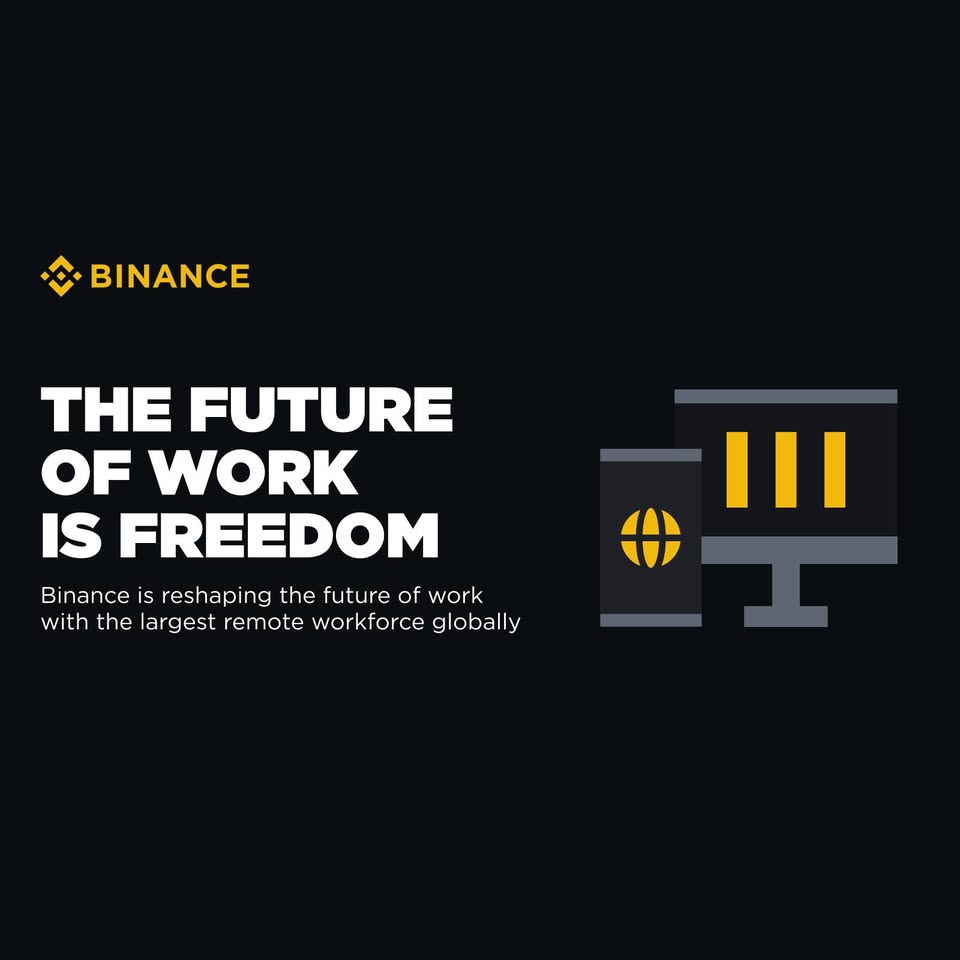 BINANCE
THE FUTURE
OF WORK
IS FREEDOM
Binance is reshaping the future of work
with the largest remote workforce globally